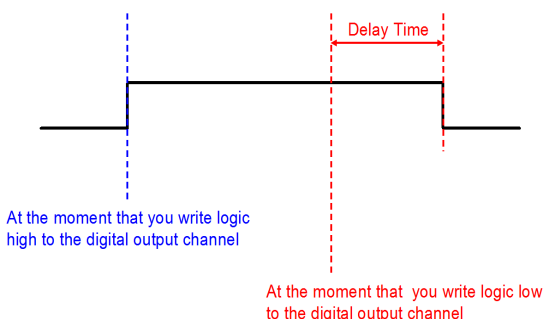 Delay Time
At the moment that you write logic
high to the digital output channel
At the moment that you write logic low
to the digital output channel